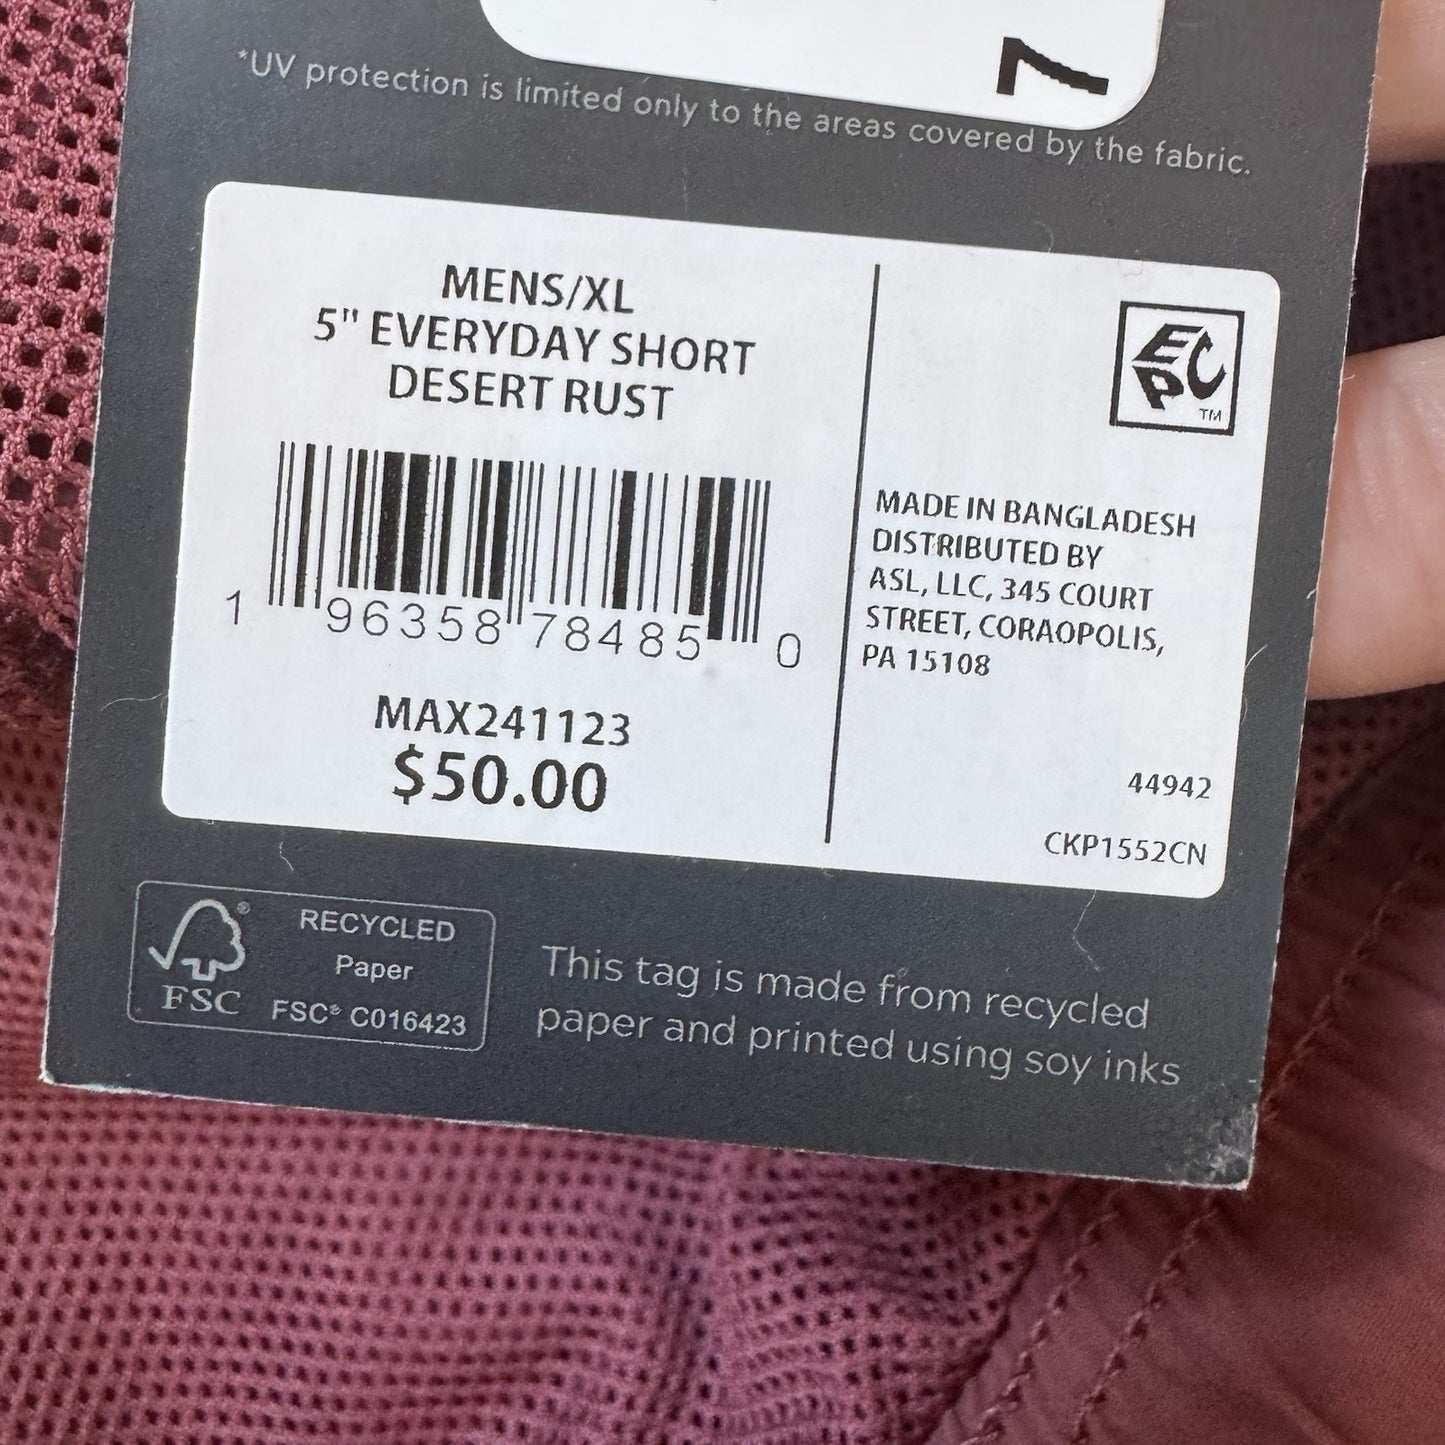 7
*UV protection is limited only to the areas covered by the fabric.
MENS/XL
5" EVERYDAY SHORT
DESERT RUST
1 96358 78485 0
MAX241123
$50.00
EPC™
MADE IN BANGLADESH
DISTRIBUTED BY
ASL, LLC, 345 COURT
STREET, CORAOPOLIS,
PA 15108
44942
CKP1552CN
®
FSC
RECYCLED
Paper
FSC® C016423
This tag is made from recycled
paper and printed using soy inks